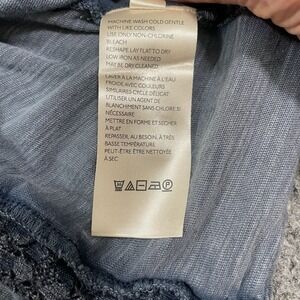 MACHINE WASH COLD GENTLE
WITH LIKE COLORS
USE ONLY NON-CHLORINE
BLEACH
RESHAPE LAY FLAT TO DRY
LOW IRON AS NEEDED
MAY BE DRY CLEANED
LAVER À LA MACHINE À L'EAU
FROIDE AVEC COULEURS
SIMILAIRES CYCLE DÉLICAT
UTILISER UN AGENT DE
BLANCHIMENT SANS CHLORE SI
NÉCESSAIRE
METTRE EN FORME ET SÉCHER
À PLAT
REPASSER, AU BESOIN, À TRÈS
BASSE TEMPÉRATURE
PEUT-ÊTRE ÊTRE NETTOYÉE
À SEC